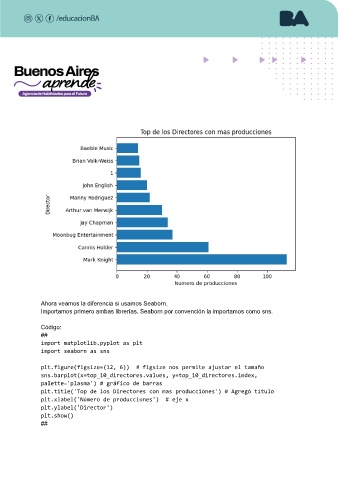 /educacionBA
BA
Buenos Aires
aprende
Agencia de Habilidades para el Futuro
Top de los Directores con mas producciones
Baeble Music
Brian Volk-Weiss
1
John English
Manny Rodriguez
Arthur van Merwijk
Jay Chapman
Moonbug Entertainment
Cannis Holder
Mark Knight
Director
0 20 40 60 80 100
Numero de producciones
Ahora veamos la diferencia si usamos Seaborn.
Importamos primero ambas librerías. Seaborn por convención la importamos como sns.
Código:
##
import matplotlib.pyplot as plt
import seaborn as sns
plt.figure(figsize=(12, 6))  # figsize nos permite ajustar el tamaño
sns.barplot(x=top_10_directores.values, y=top_10_directores.index,
palette='plasma') # gráfico de barras
plt.title('Top de los Directores con mas producciones') # Agregó titulo
plt.xlabel('Número de producciones')  # eje x
plt.ylabel('Director')
plt.show()
##